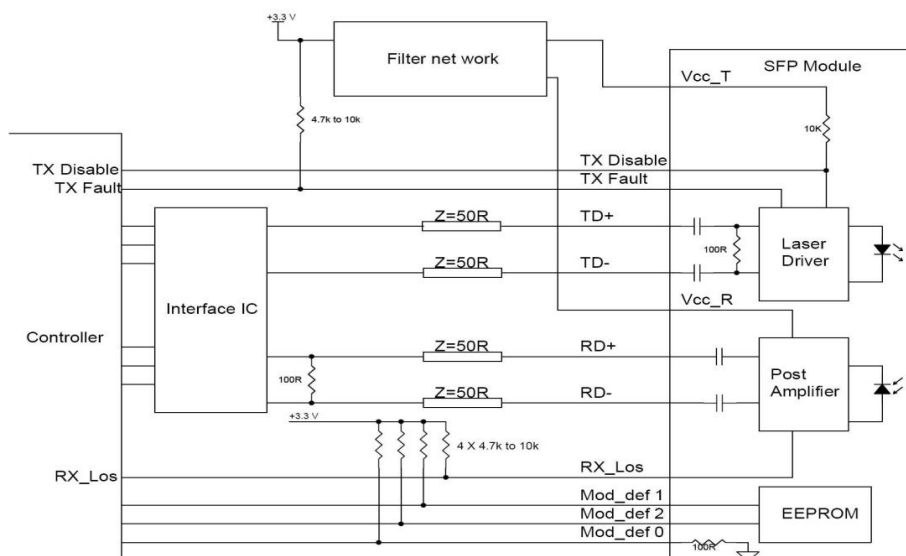 +3.3 V
Filter net work
SFP Module
Vcc_T
4.7k to 10k
10K
TX Disable
TX Disable
TX Fault
TX Fault
Z=50R
TD+
100R
Laser
Driver
Z=50R
TD-
Interface IC
Vcc_R
Controller
Z=50R
RD+
100R
Post
Amplifier
Z=50R
RD-
+3.3 V
4 X 4.7k to 10k
RX_Los
RX_Los
Mod_def 1
Mod_def 2
EEPROM
Mod_def 0
100R